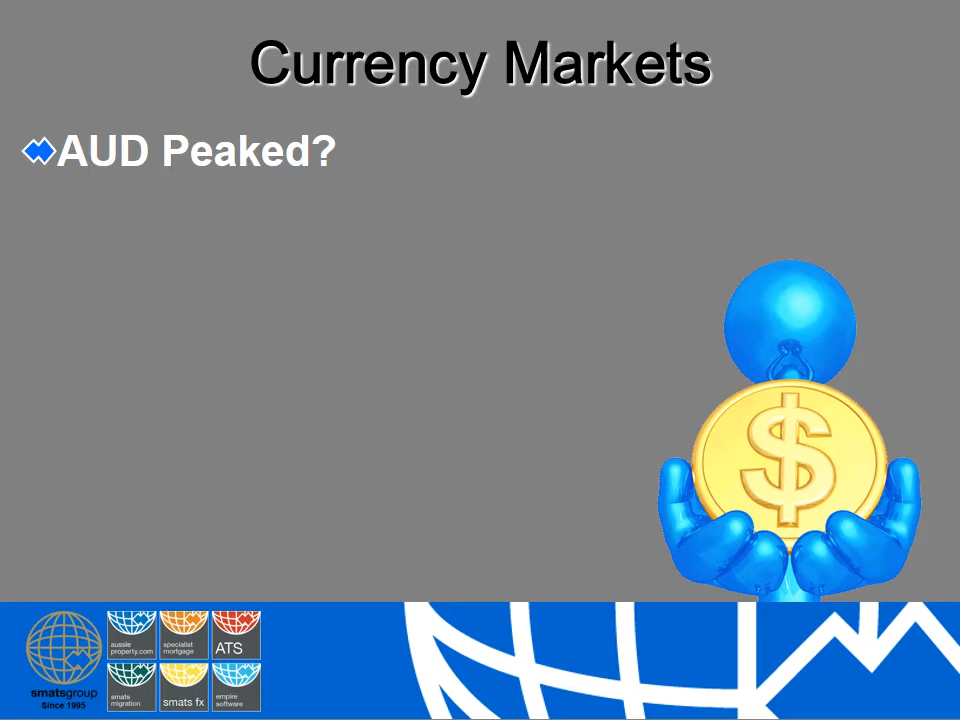 Currency Markets
AUD Peaked?
$
aussie
property.com
specialist
mortgage
ATS
smats
migration
smats fx
empire
software
smatsgroup
Since 1995